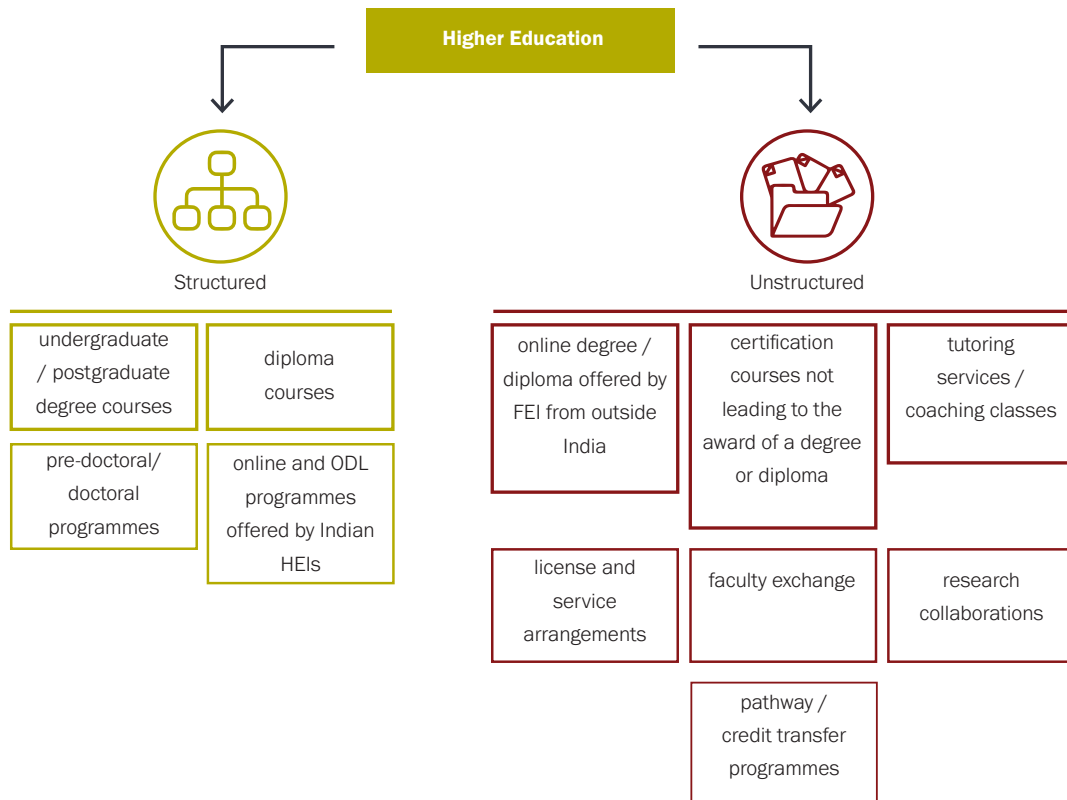 Higher Education
Structured
undergraduate
/ postgraduate
degree courses
diploma
courses
pre-doctoral/
doctoral
programmes
online and ODL
programmes
offered by Indian
HEIs
Unstructured
online degree /
diploma offered by
FEI from outside
India
certification
courses not
leading to the
award of a degree
or diploma
tutoring
services /
coaching classes
license and
service
arrangements
faculty exchange
research
collaborations
pathway /
credit transfer
programmes